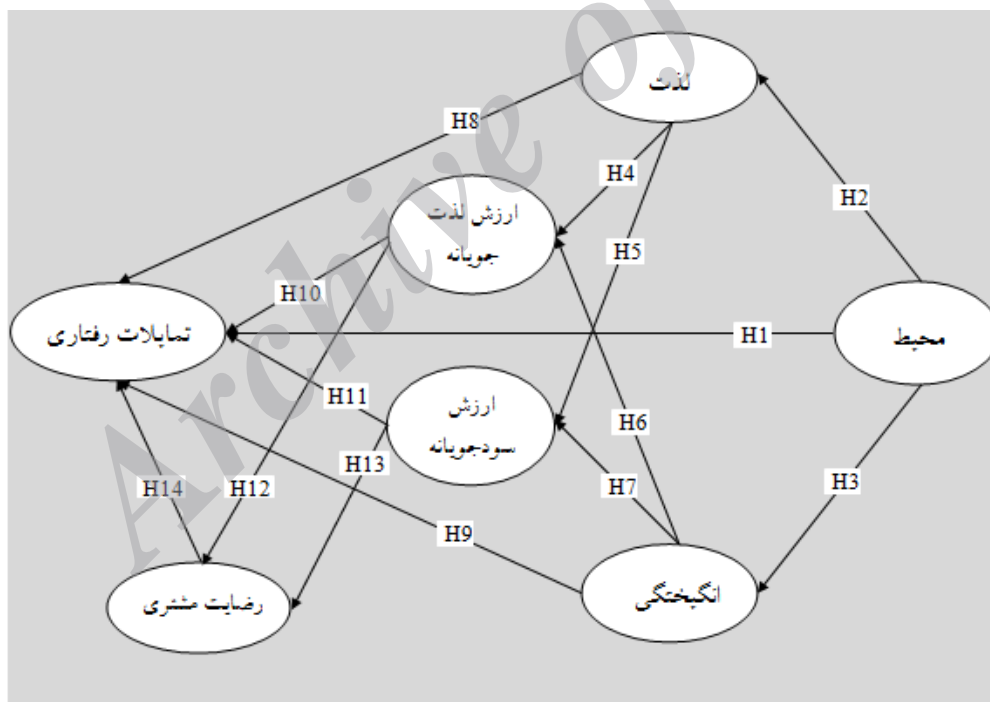 Archive of
لذت
H8
H4
H2
ارزش لذت
جویانه
H5
H10
تمایلات رفتاری
H1
محیط
H11
ارزش
سودجویانه
H6
H13
H14
H12
H7
H3
H9
رضایت مشتری
انگیختگی